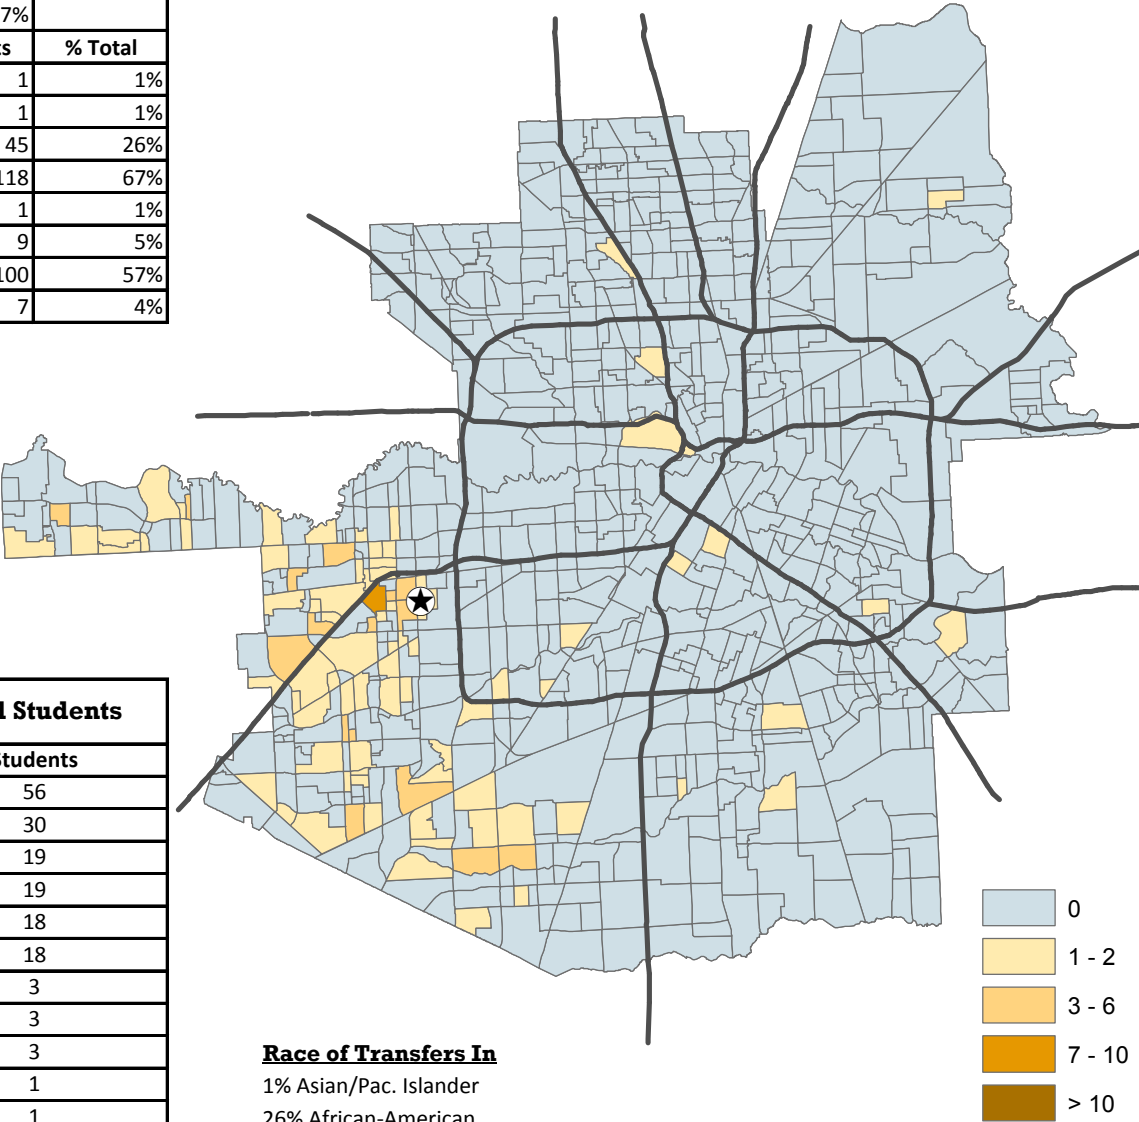 7%
ts % Total
1 1%
1 1%
45 26%
118 67%
1 1%
9 5%
100 57%
7 4%
l Students
Students
56
30
19
19
18
18
3
3
3
1
1
Race of Transfers In
1% Asian/Pac. Islander
26% African-American
0
1 - 2
3 - 6
7 - 10
> 10